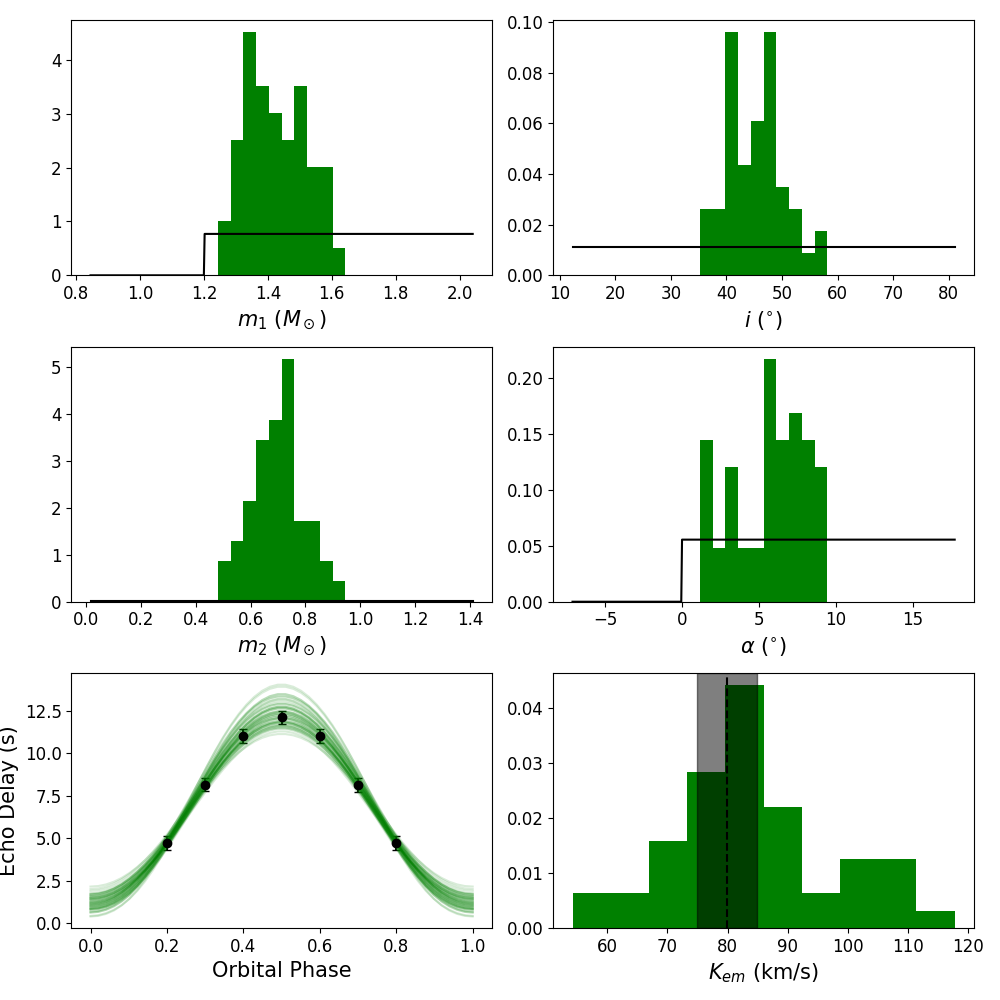 4
3
2
1
0
0.8 1.0 1.2 1.4 1.6 1.8 2.0
m₁ (M⊙)
0.10
0.08
0.06
0.04
0.02
0.00
10 20 30 40 50 60 70 80
i (°)
5
4
3
2
1
0
0.0 0.2 0.4 0.6 0.8 1.0 1.2 1.4
m₂ (M⊙)
0.20
0.15
0.10
0.05
0.00
−5 0 5 10 15
α (°)
Echo Delay (s)
12.5
10.0
7.5
5.0
2.5
0.0
0.0 0.2 0.4 0.6 0.8 1.0
Orbital Phase
0.04
0.03
0.02
0.01
0.00
60 70 80 90 100 110 120
K_em (km/s)